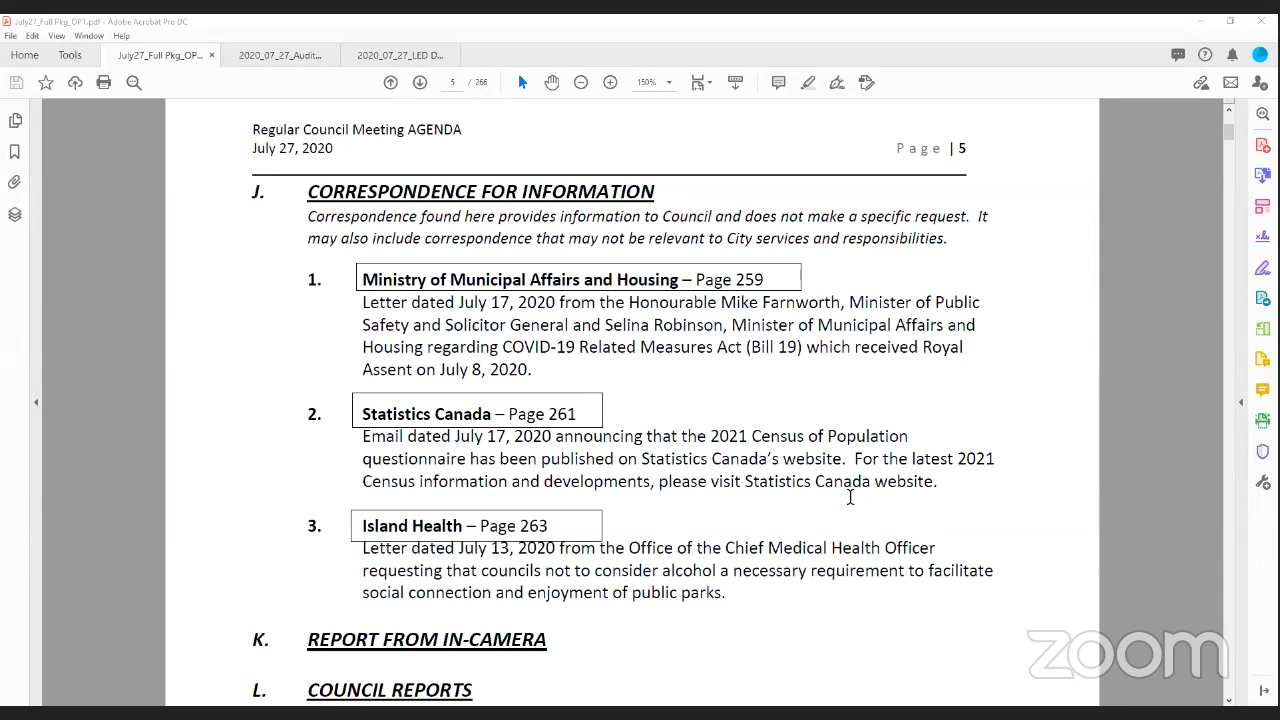 July27_Full Pkg_OPT.pdf - Adobe Acrobat Pro DC
File Edit View Window Help
Home Tools July27_Full Pkg_OP... × 2020_07_27_Audit... 2020_07_27_LED D...
5 / 266 150%
Regular Council Meeting AGENDA
July 27, 2020 Page | 5
J. CORRESPONDENCE FOR INFORMATION
Correspondence found here provides information to Council and does not make a specific request. It
may also include correspondence that may not be relevant to City services and responsibilities.
1. Ministry of Municipal Affairs and Housing – Page 259
Letter dated July 17, 2020 from the Honourable Mike Farnworth, Minister of Public
Safety and Solicitor General and Selina Robinson, Minister of Municipal Affairs and
Housing regarding COVID-19 Related Measures Act (Bill 19) which received Royal
Assent on July 8, 2020.
2. Statistics Canada – Page 261
Email dated July 17, 2020 announcing that the 2021 Census of Population
questionnaire has been published on Statistics Canada's website. For the latest 2021
Census information and developments, please visit Statistics Canada website.
3. Island Health – Page 263
Letter dated July 13, 2020 from the Office of the Chief Medical Health Officer
requesting that councils not to consider alcohol a necessary requirement to facilitate
social connection and enjoyment of public parks.
K. REPORT FROM IN-CAMERA
zoom
L. COUNCIL REPORTS